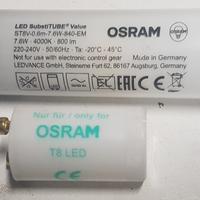 LED SubstiTUBE® Value
ST8V-0.6m-7.6W-840-EM
7.6W - 4000K - 800 lm
220-240V - 50/60Hz - Ta: -20°C - 45°C
Not for use with electronic control gear
LEDVANCE GmbH, Steinerne Furt 62, 86167 Augsburg, Germany
OSRAM
CE
Made in Germany
Nur für / only for
OSRAM
T8 LED
CE